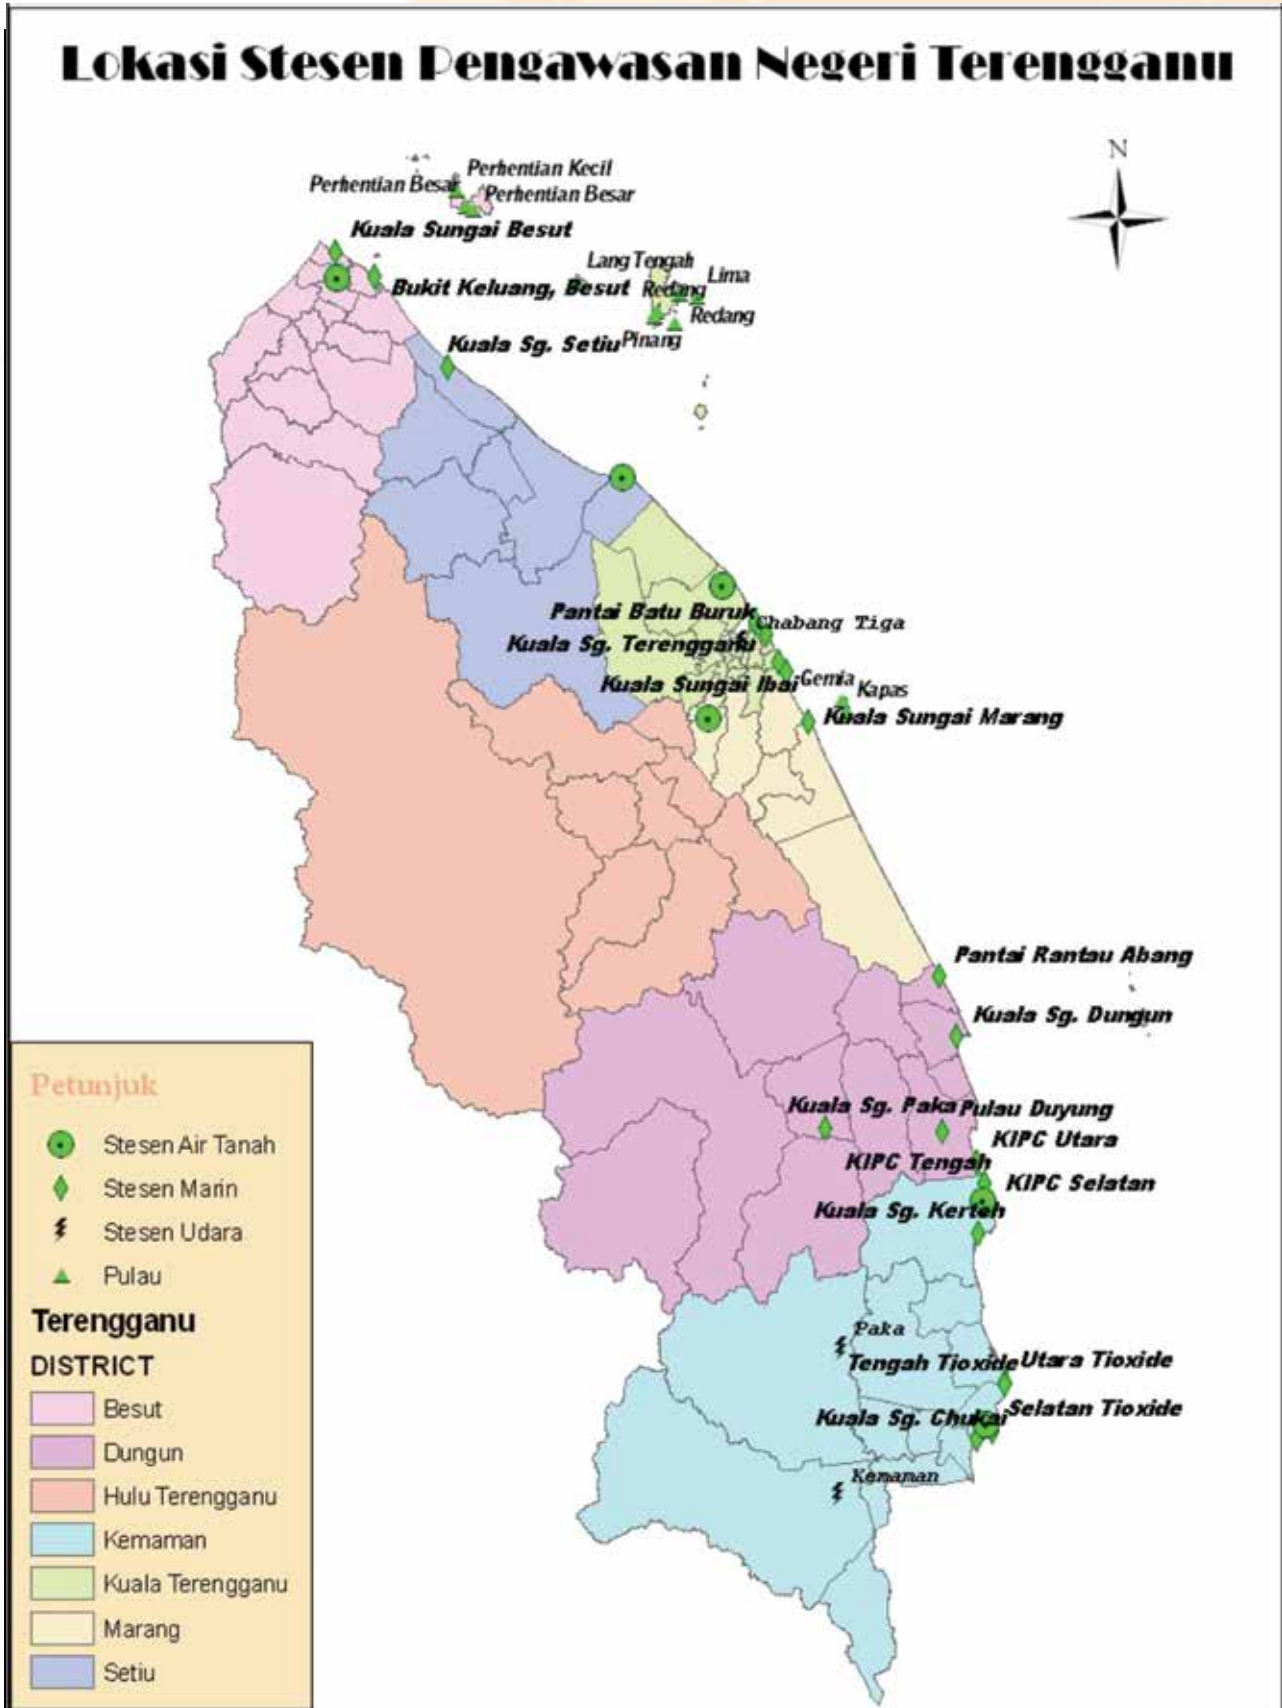 Lokasi Stesen Pengawasan Negeri Terengganu
N
Perhentian Kecil
Perhentian Besar
Perhentian Besar
Kuala Sungai Besut
Lang Tengah
Lima
Bukit Keluang, Besut
Redang
Redang
Kuala Sg. Setiu
Pinang
Pantai Batu Buruk
Chabang Tiga
Kuala Sg. Terengganu
Kuala Sungai Ibai
Gemia
Kapas
Kuala Sungai Marang
Pantai Rantau Abang
Kuala Sg. Dungun
Kuala Sg. Paka
Pulau Duyung
KIPC Utara
KIPC Tengah
KIPC Selatan
Kuala Sg. Kerteh
Paka
Tengah Tioxide
Utara Tioxide
Kuala Sg. Chukai
Selatan Tioxide
Kemaman
Petunjuk
Stesen Air Tanah
Stesen Marin
Stesen Udara
Pulau
Terengganu
DISTRICT
Besut
Dungun
Hulu Terengganu
Kemaman
Kuala Terengganu
Marang
Setiu